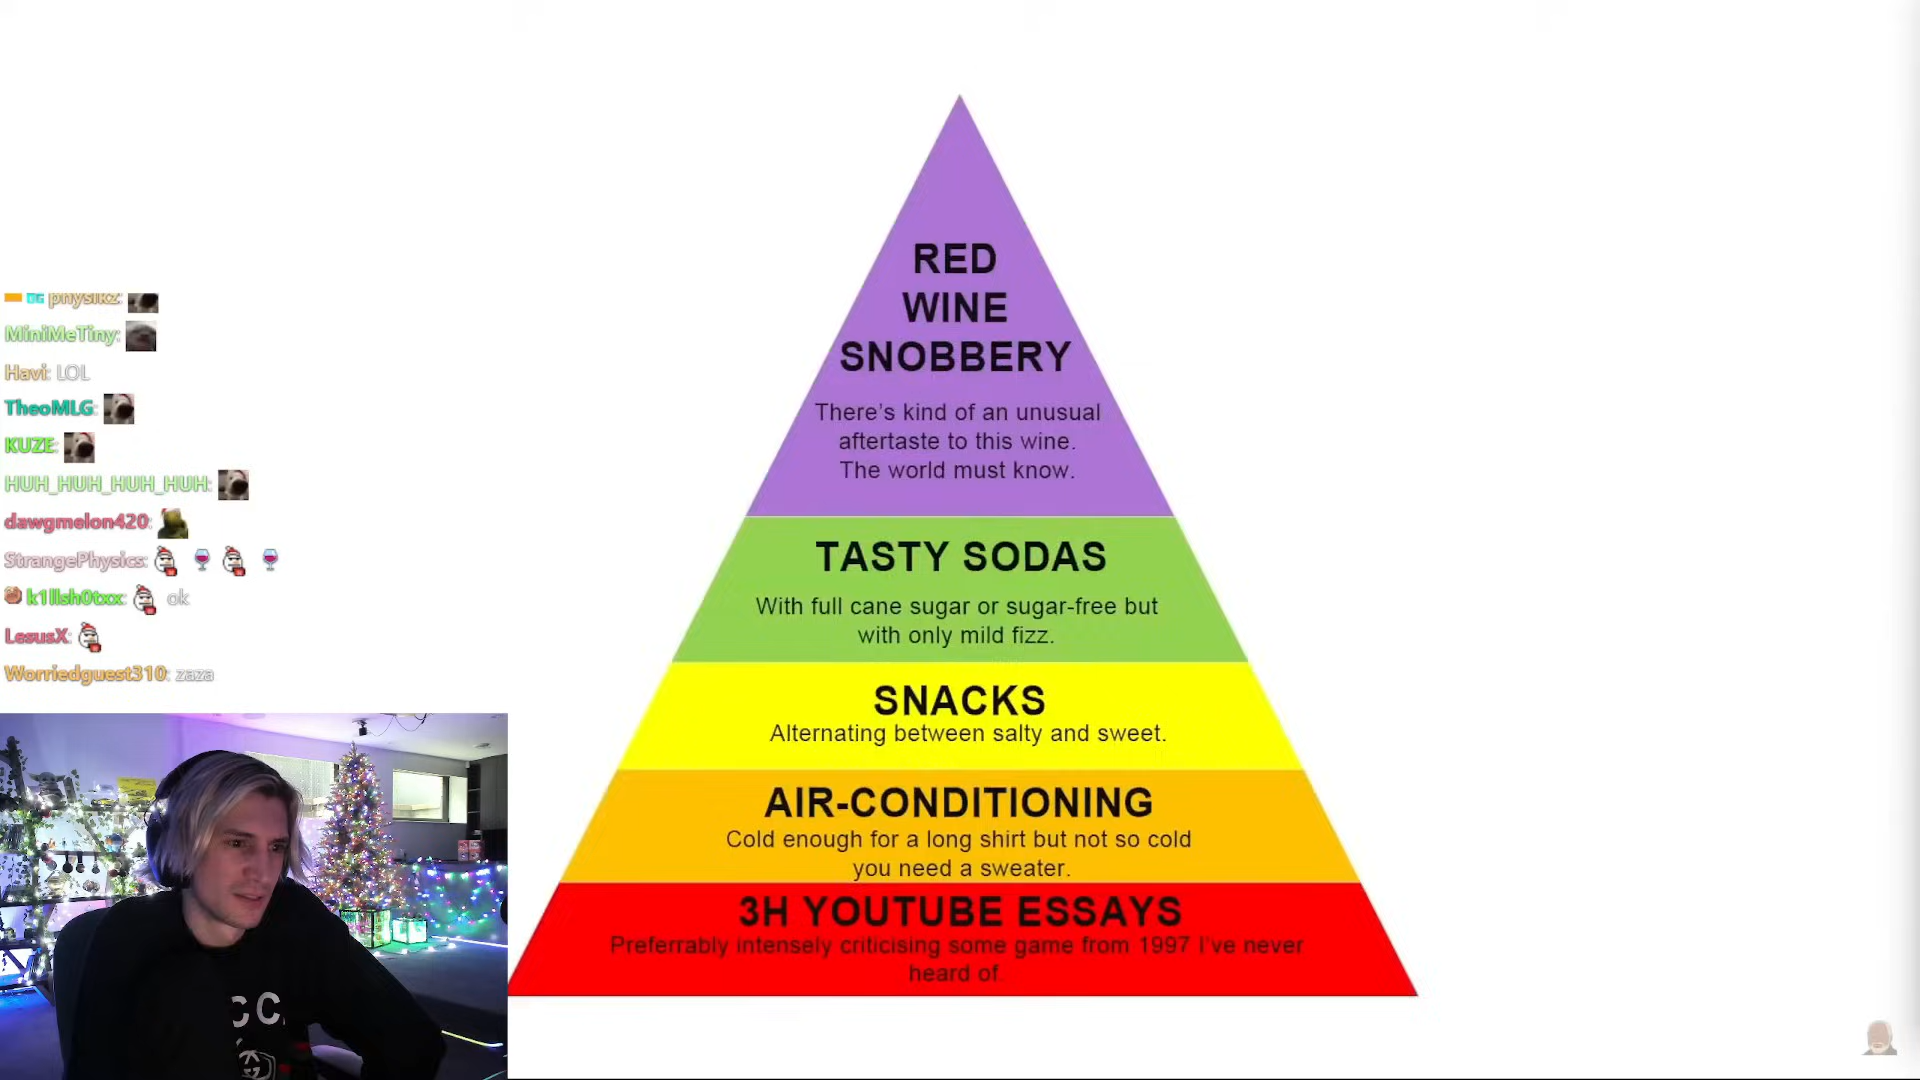 physikz:
MiniMeTiny:
Havi: LOL
TheoMLG:
KUZE:
HUH_HUH_HUH_HUH:
dawgmelon420:
StrangePhysics:
k1llsh0txx: ok
LesusX:
Worriedguest310: zaza
RED
WINE
SNOBBERY
There's kind of an unusual
aftertaste to this wine.
The world must know.
TASTY SODAS
With full cane sugar or sugar-free but
with only mild fizz.
SNACKS
Alternating between salty and sweet.
AIR-CONDITIONING
Cold enough for a long shirt but not so cold
you need a sweater.
3H YOUTUBE ESSAYS
Preferrably intensely criticising some game from 1997 I've never
heard of.